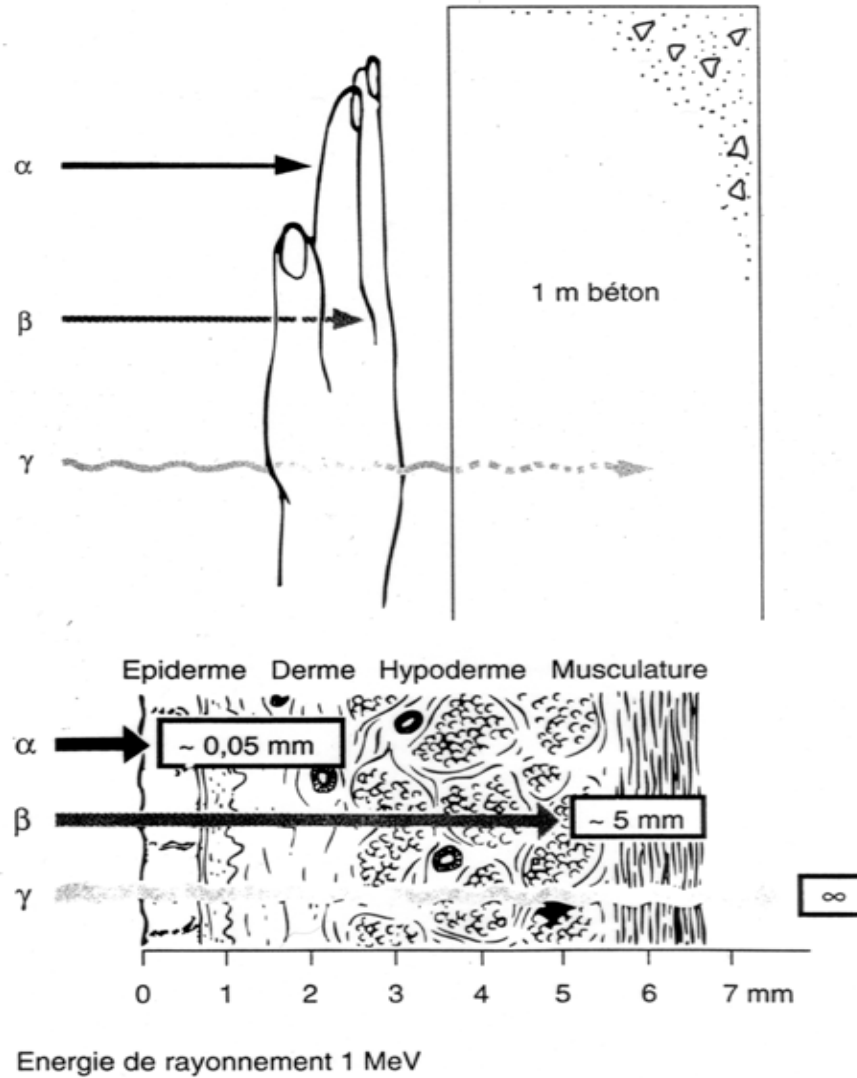 α
β
1 m béton
γ
Epiderme Derme Hypoderme Musculature
α ~ 0,05 mm
β ~ 5 mm
γ ∞
0 1 2 3 4 5 6 7 mm
Energie de rayonnement 1 MeV